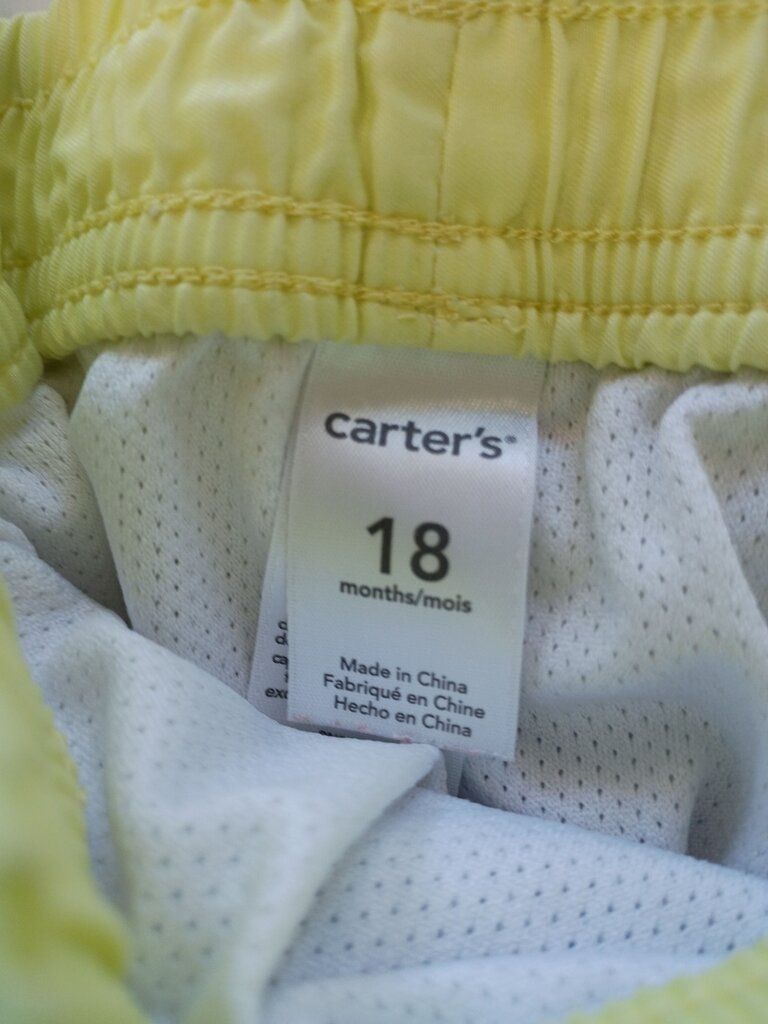 carter's®
18
months/mois
Made in China
Fabriqué en Chine
Hecho en China